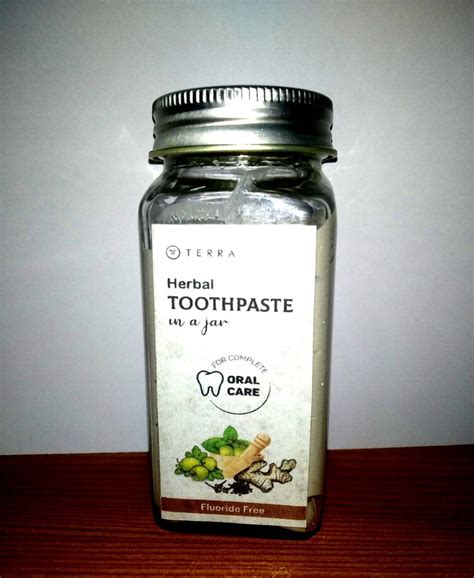 TERRA
Herbal
TOOTHPASTE
in a jar
FOR COMPLETE
ORAL
CARE
Fluoride Free